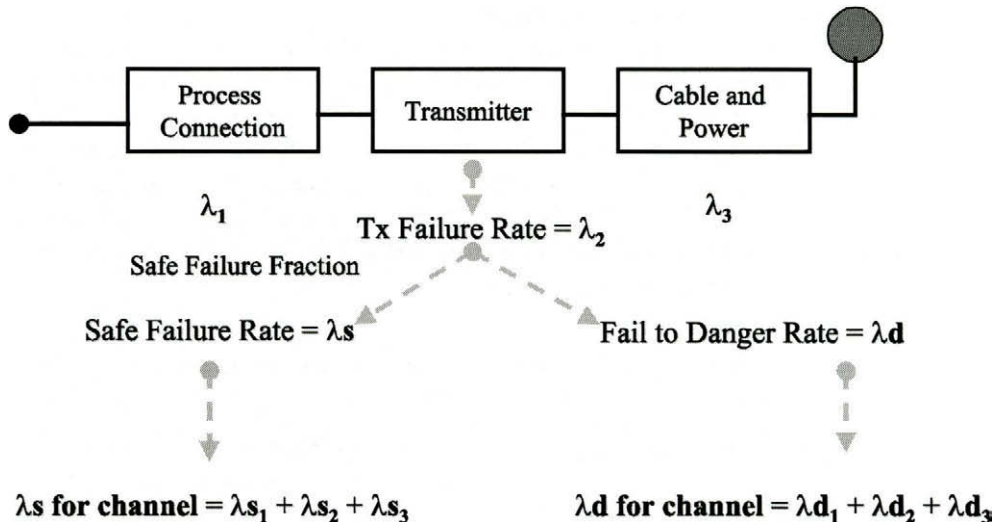 Process
Connection
Transmitter
Cable and
Power
λ₁
λ₃
Tx Failure Rate = λ₂
Safe Failure Fraction
Safe Failure Rate = λs
Fail to Danger Rate = λd
λs for channel = λs₁ + λs₂ + λs₃
λd for channel = λd₁ + λd₂ + λd₃